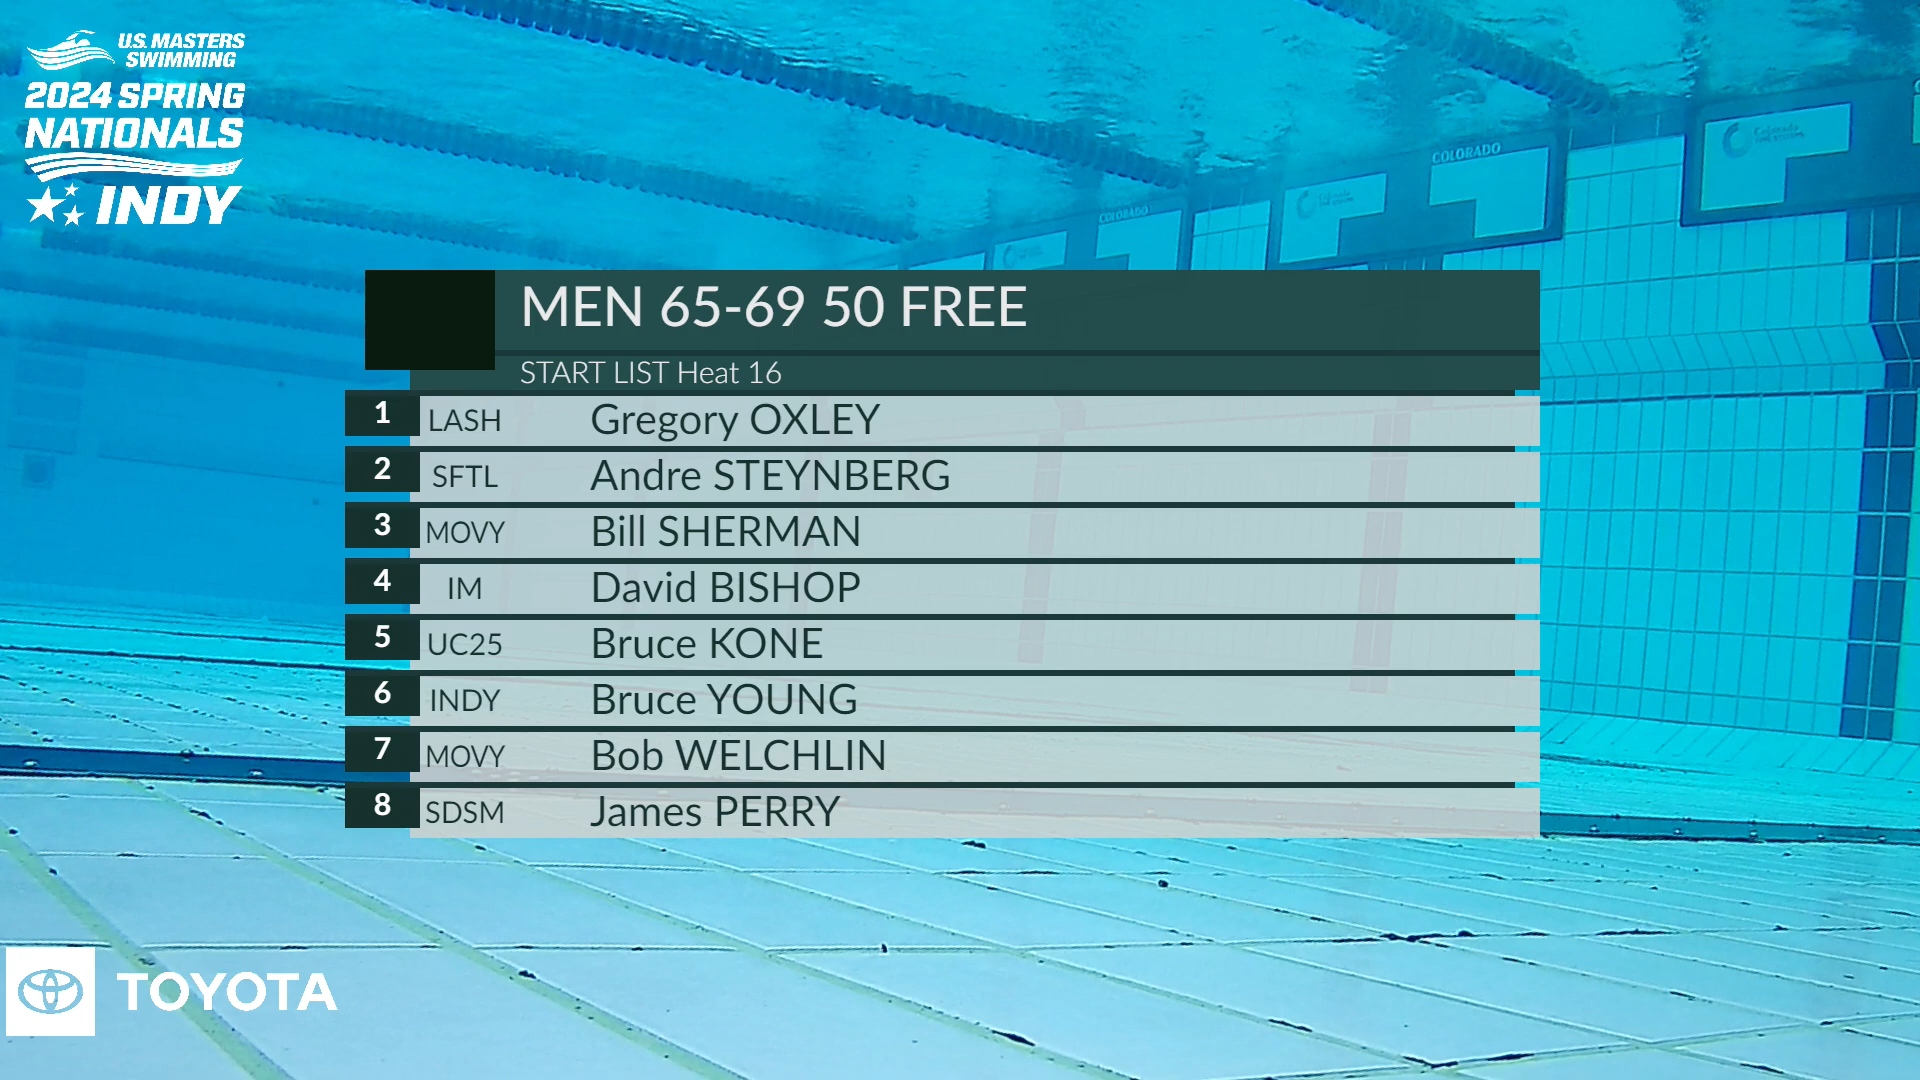 U.S. MASTERS
SWIMMING
2024 SPRING
NATIONALS
INDY
COLORADO
COLORADO
MEN 65-69 50 FREE
START LIST Heat 16
1 LASH Gregory OXLEY
2 SFTL Andre STEYNBERG
3 MOVY Bill SHERMAN
4 IM David BISHOP
5 UC25 Bruce KONE
6 INDY Bruce YOUNG
7 MOVY Bob WELCHLIN
8 SDSM James PERRY
TOYOTA